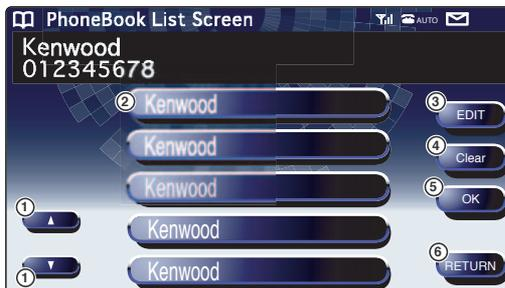 PhoneBook List Screen
AUTO
Kenwood
012345678
② Kenwood
③ EDIT
Kenwood
④ Clear
Kenwood
⑤ OK
① ▲
Kenwood
⑥ RETURN
① ▼
Kenwood